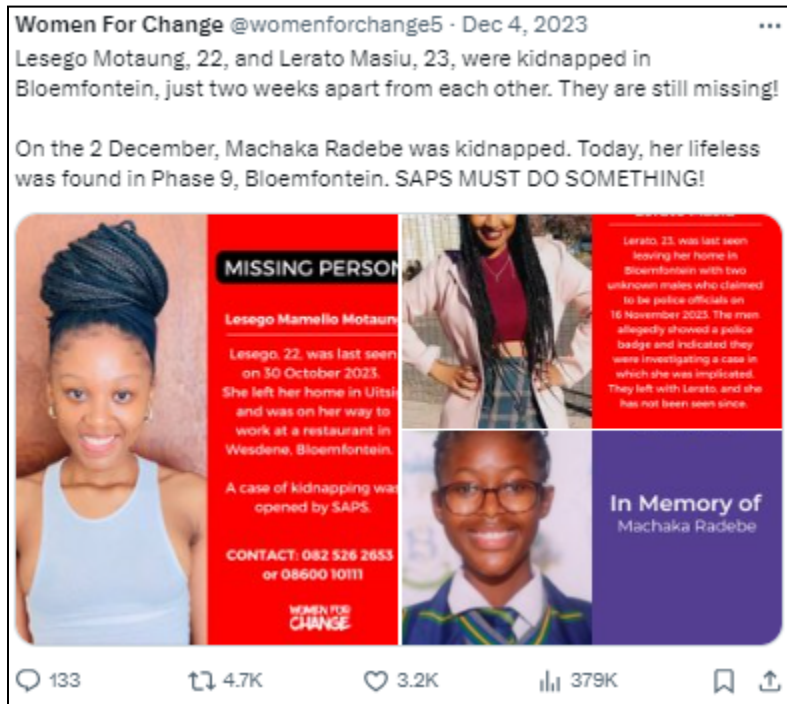 Women For Change @womenforchange5 · Dec 4, 2023
Lesego Motaung, 22, and Lerato Masiu, 23, were kidnapped in
Bloemfontein, just two weeks apart from each other. They are still missing!
On the 2 December, Machaka Radebe was kidnapped. Today, her lifeless
was found in Phase 9, Bloemfontein. SAPS MUST DO SOMETHING!
MISSING PERSON
Lesego Mamello Motaun
Lesego, 22, was last seen
on 30 October 2023.
She left her home in Uitsi
and was on her way to
work at a restaurant in
Wesdene, Bloemfontein.
A case of kidnapping was
opened by SAPS.
CONTACT: 082 526 2653
or 08600 10111
WOMEN FOR
CHANGE
Lerato, 23, was last seen
leaving her home in
Bloemfontein with two
unknown males who claimed
to be police officials on
16 November 2023. The men
allegedly showed a police
badge and indicated they
were investigating a case in
which she was implicated.
They left with Lerato, and she
has not been seen since.
In Memory of
Machaka Radebe
133
4.7K
3.2K
379K